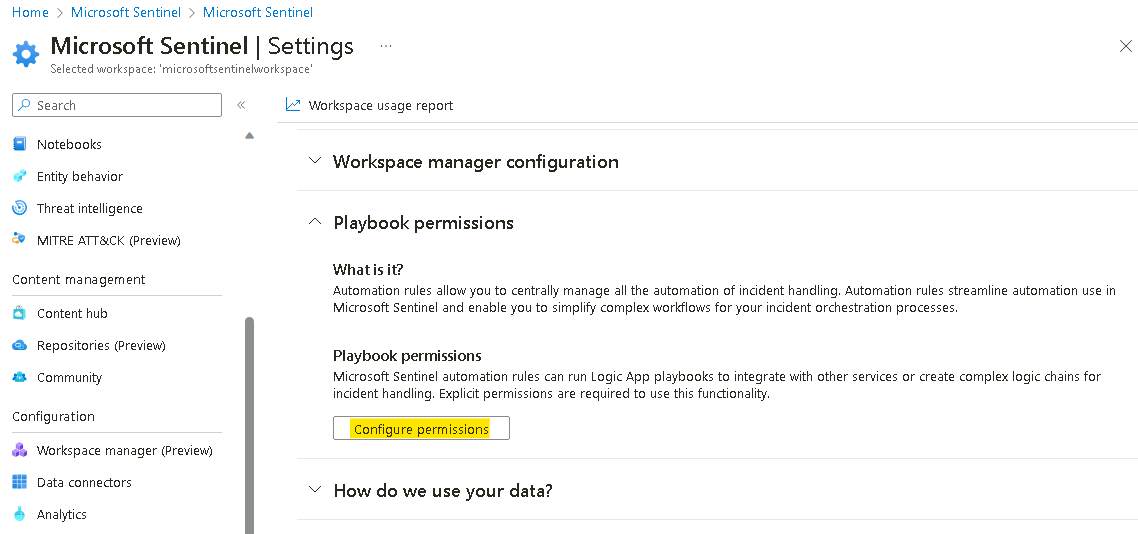 Home > Microsoft Sentinel > Microsoft Sentinel
Microsoft Sentinel | Settings ...
Selected workspace: 'microsoftsentinelworkspace'
Search
«
Notebooks
Entity behavior
Threat intelligence
MITRE ATT&CK (Preview)
Content management
Content hub
Repositories (Preview)
Community
Configuration
Workspace manager (Preview)
Data connectors
Analytics
Workspace usage report
Workspace manager configuration
Playbook permissions
What is it?
Automation rules allow you to centrally manage all the automation of incident handling. Automation rules streamline automation use in
Microsoft Sentinel and enable you to simplify complex workflows for your incident orchestration processes.
Playbook permissions
Microsoft Sentinel automation rules can run Logic App playbooks to integrate with other services or create complex logic chains for
incident handling. Explicit permissions are required to use this functionality.
Configure permissions
How do we use your data?